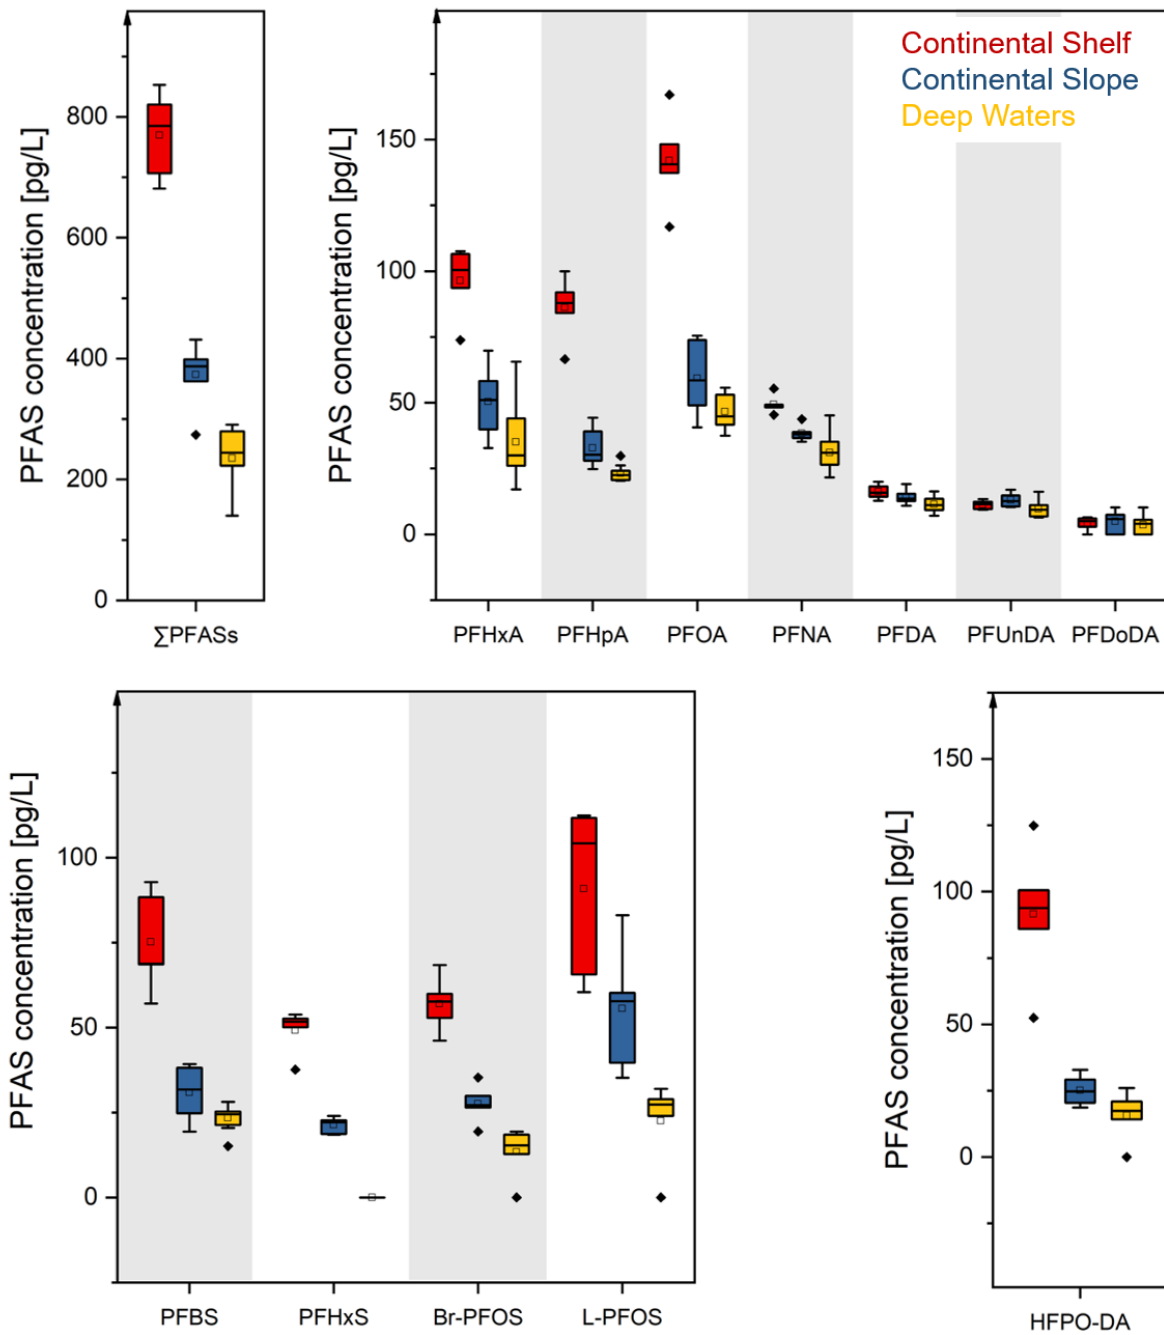 PFAS concentration [pg/L]
800
600
400
200
0
∑PFASs
PFAS concentration [pg/L]
150
100
50
0
Continental Shelf
Continental Slope
Deep Waters
PFHxA PFHpA PFOA PFNA PFDA PFUnDA PFDoDA
PFAS concentration [pg/L]
100
50
0
PFBS PFHxS Br-PFOS L-PFOS
PFAS concentration [pg/L]
150
100
50
0
HFPO-DA